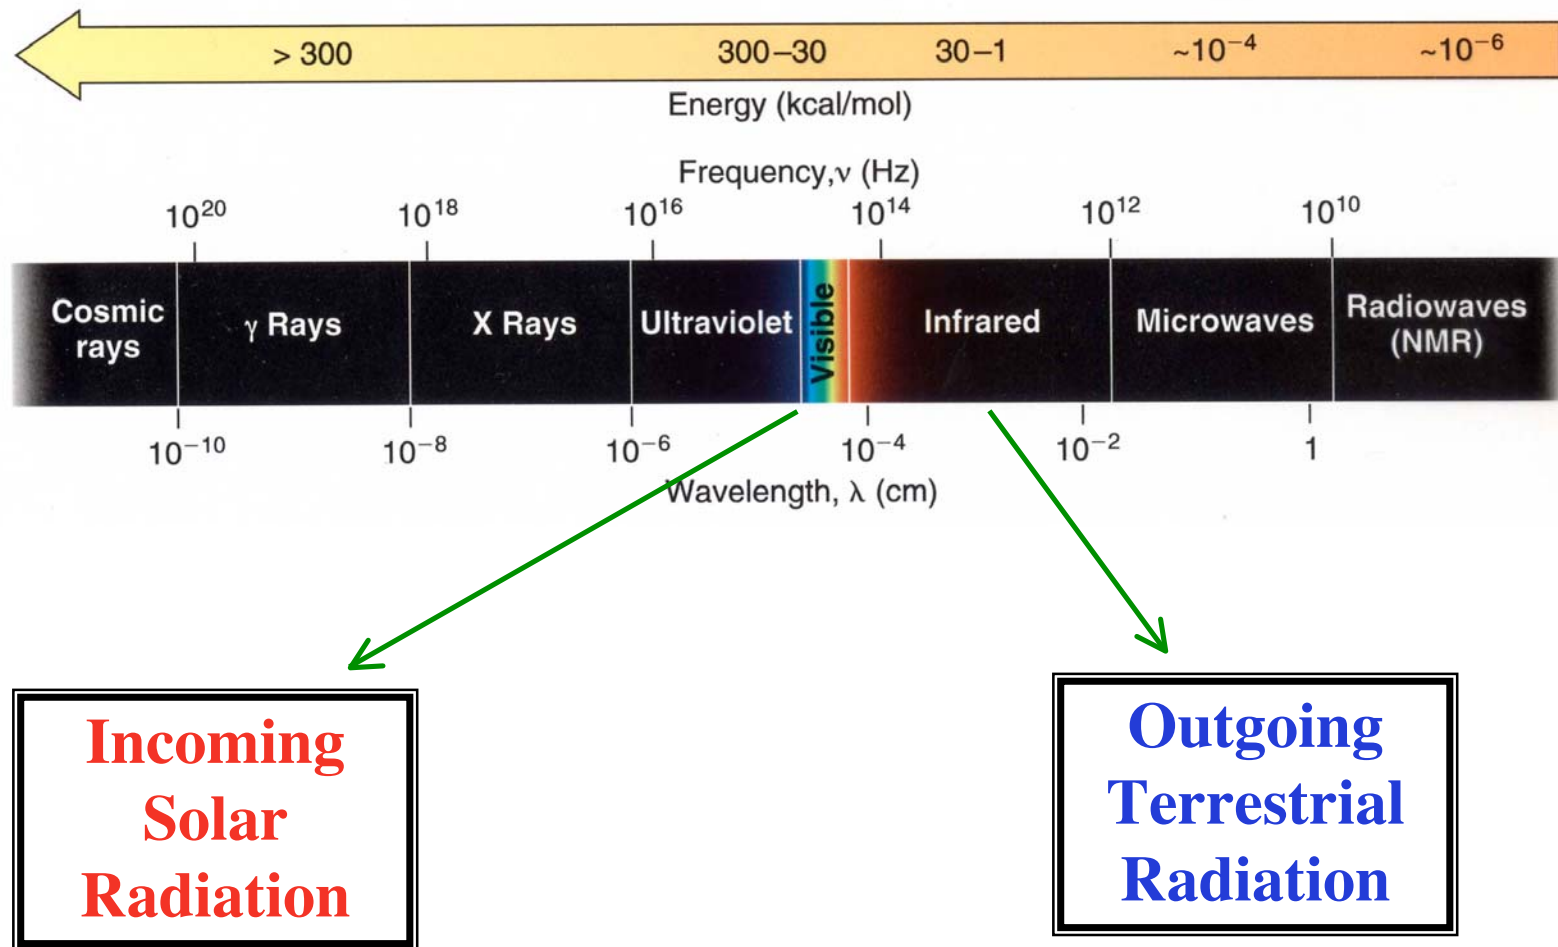 > 300 300–30 30–1 ~10⁻⁴ ~10⁻⁶
Energy (kcal/mol)
Frequency,ν (Hz)
10²⁰ 10¹⁸ 10¹⁶ 10¹⁴ 10¹² 10¹⁰
Cosmic
rays
γ Rays
X Rays
Ultraviolet
Visible
Infrared
Microwaves
Radiowaves
(NMR)
10⁻¹⁰ 10⁻⁸ 10⁻⁶ 10⁻⁴ 10⁻² 1
Wavelength, λ (cm)
Incoming
Solar
Radiation
Outgoing
Terrestrial
Radiation